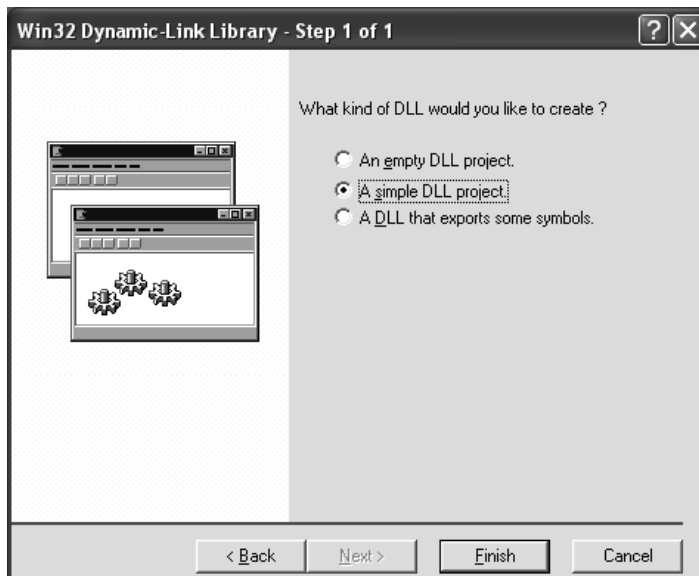 Win32 Dynamic-Link Library - Step 1 of 1
What kind of DLL would you like to create ?
An empty DLL project.
A simple DLL project.
A DLL that exports some symbols.
< Back
Next >
Finish
Cancel